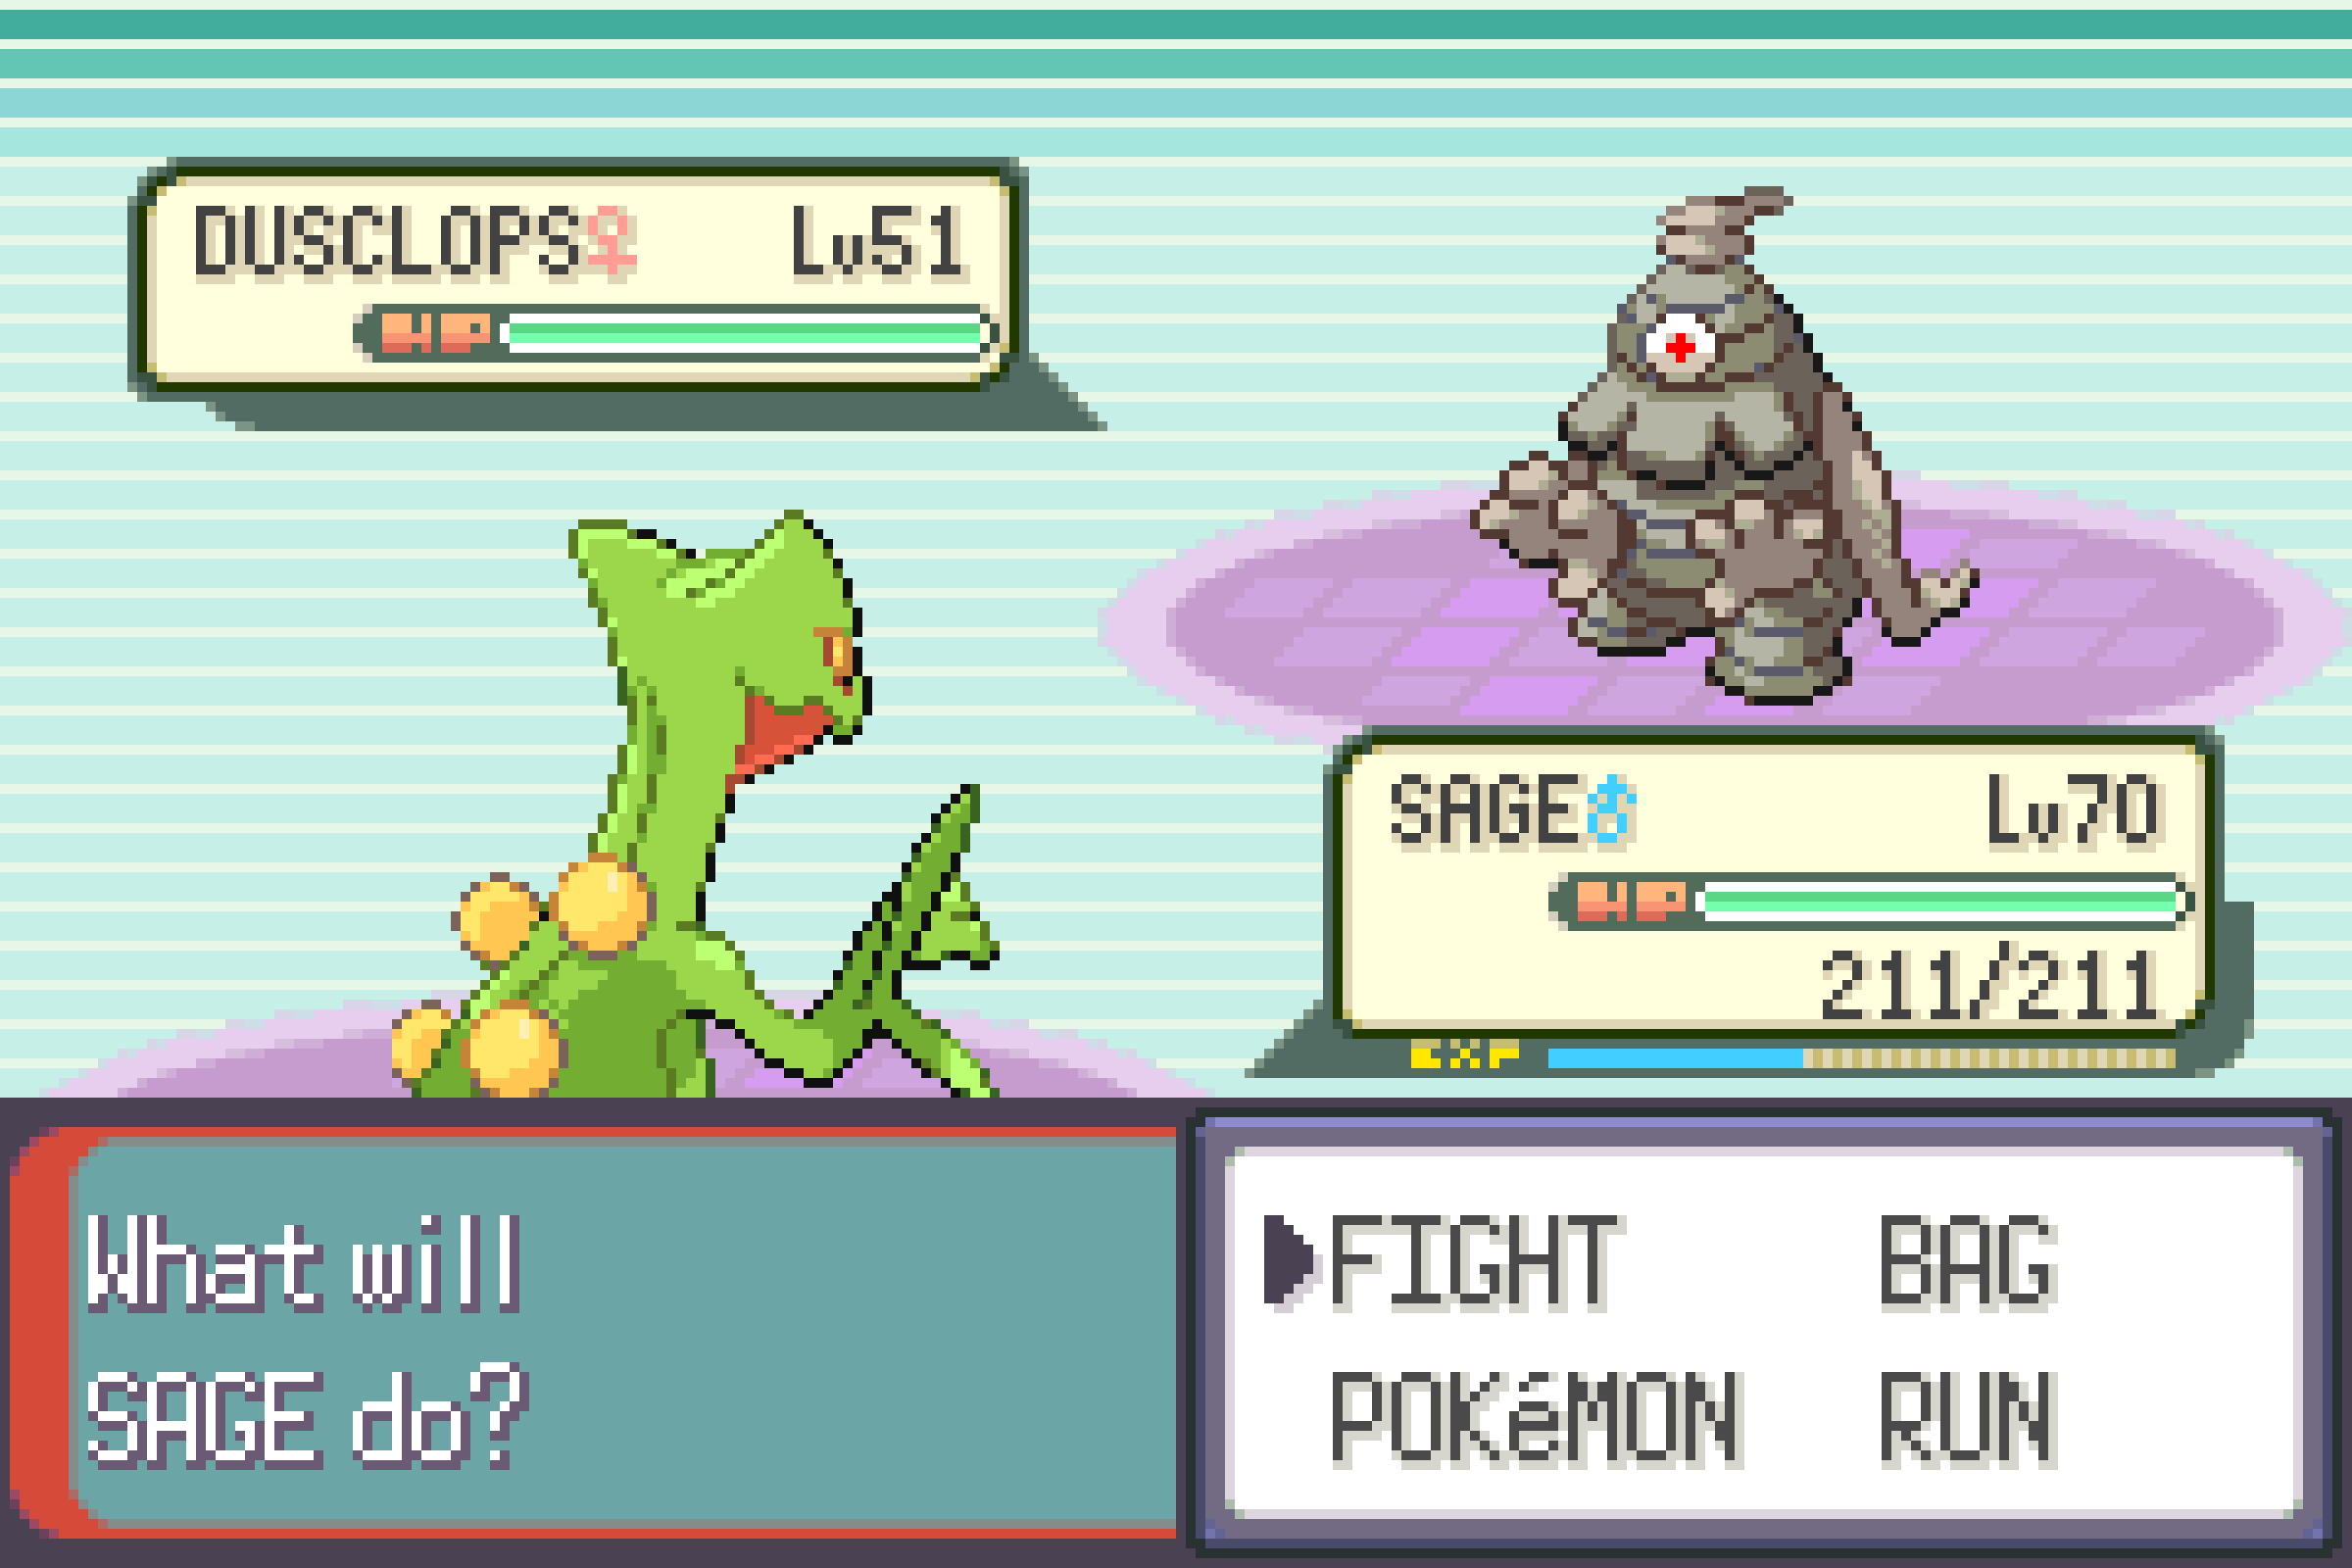 DUSCLOPS♀ Lv51
HP
SAGE♂ Lv70
HP
211/211
EXP
What will
SAGE do?
FIGHT BAG
POKéMON RUN